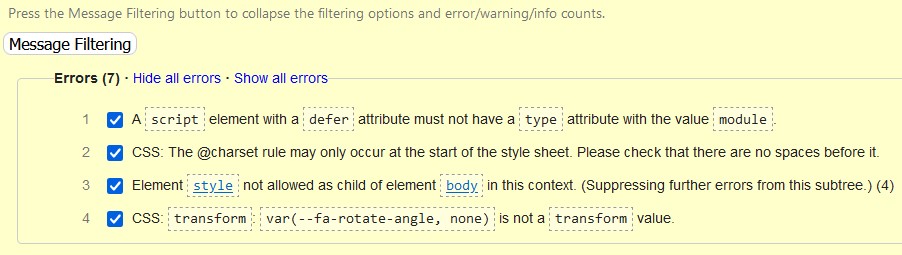 Press the Message Filtering button to collapse the filtering options and error/warning/info counts.
Message Filtering
Errors (7) · Hide all errors · Show all errors
1 A script element with a defer attribute must not have a type attribute with the value module.
2 CSS: The @charset rule may only occur at the start of the style sheet. Please check that there are no spaces before it.
3 Element style not allowed as child of element body in this context. (Suppressing further errors from this subtree.) (4)
4 CSS: transform: var(--fa-rotate-angle, none) is not a transform value.